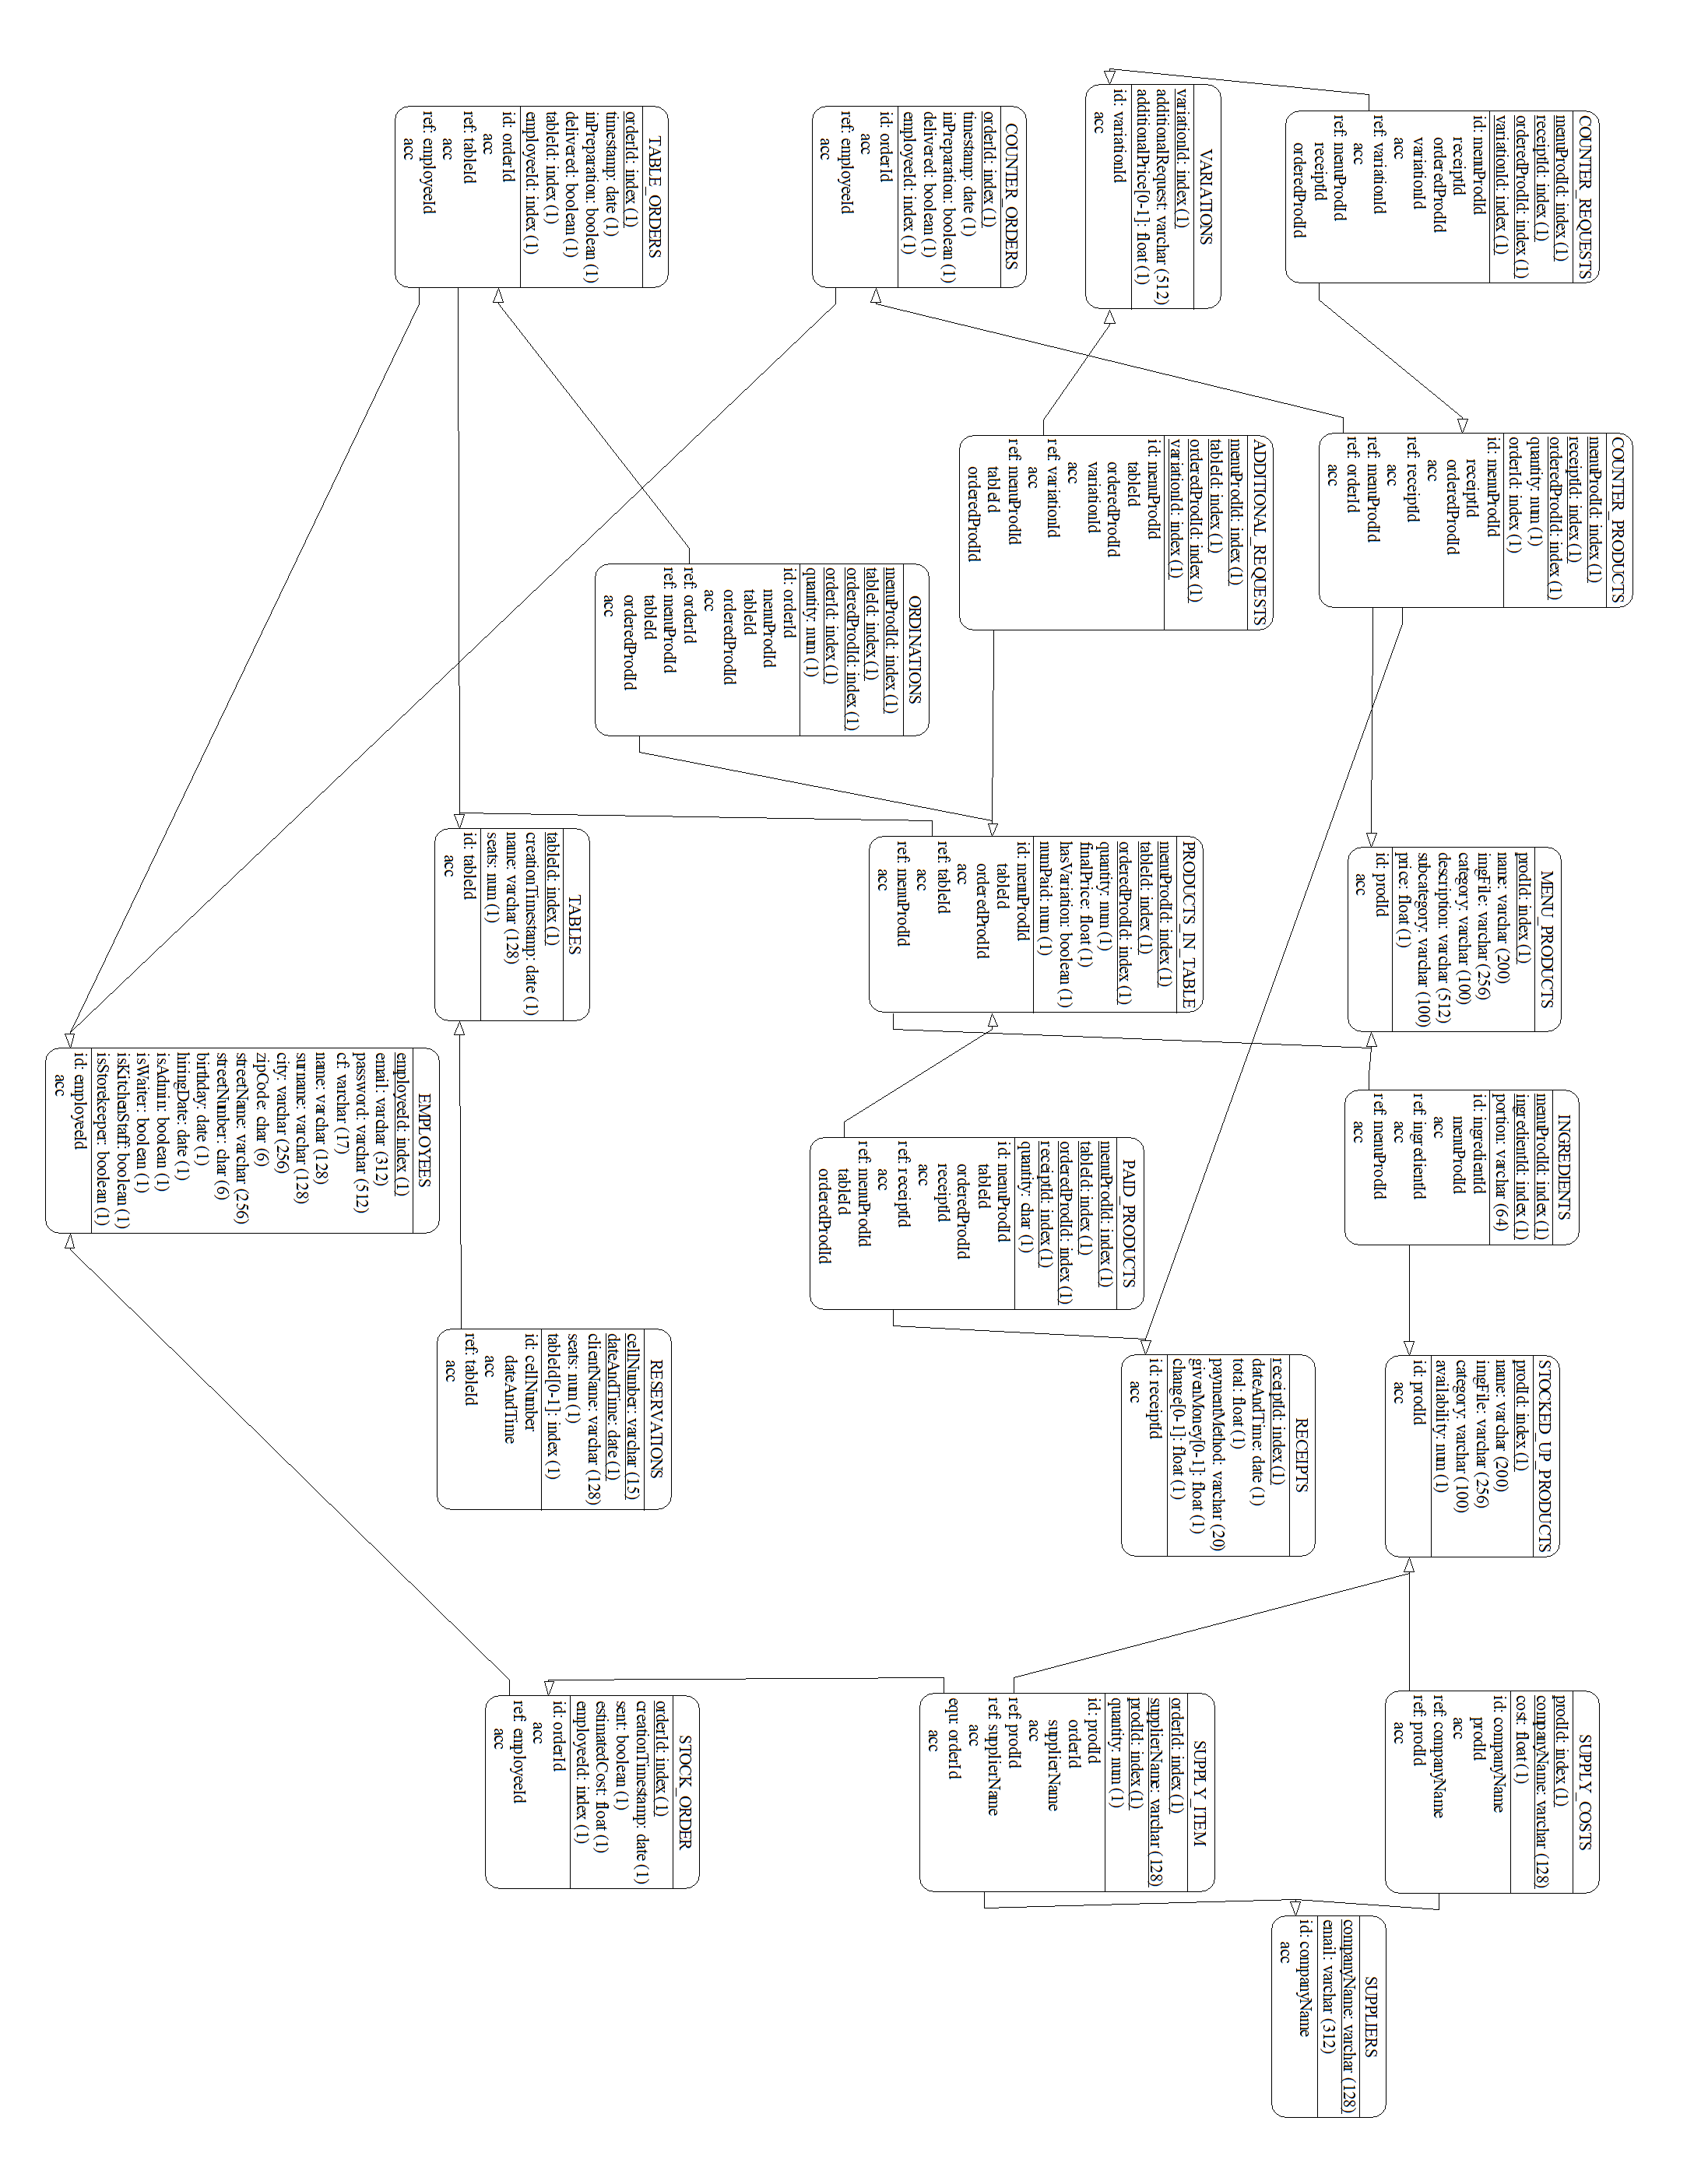 COUNTER_REQUESTS
menuProdId: index (1)
receiptId: index (1)
orderedProdId: index (1)
variationId: index (1)
id: menuProdId
receiptId
orderedProdId
variationId
acc
ref: variationId
acc
ref: menuProdId
receiptId
orderedProdId
COUNTER_PRODUCTS
menuProdId: index (1)
receiptId: index (1)
orderedProdId: index (1)
quantity: num (1)
orderId: index (1)
id: menuProdId
receiptId
orderedProdId
acc
ref: receiptId
acc
ref: menuProdId
acc
ref: orderId
acc
MENU_PRODUCTS
prodId: index (1)
name: varchar (200)
imgFile: varchar (256)
category: varchar (100)
description: varchar (512)
subcategory: varchar (100)
price: float (1)
id: prodId
acc
INGREDIENTS
menuProdId: index (1)
ingredientId: index (1)
portion: varchar (64)
id: ingredientId
menuProdId
acc
ref: ingredientId
acc
ref: menuProdId
acc
STOCKED_UP_PRODUCTS
prodId: index (1)
name: varchar (200)
imgFile: varchar (256)
category: varchar (100)
availability: num (1)
id: prodId
acc
SUPPLY_COSTS
prodId: index (1)
companyName: varchar (128)
cost: float (1)
id: companyName
prodId
acc
ref: companyName
ref: prodId
acc
SUPPLIERS
companyName: varchar (128)
email: varchar (312)
id: companyName
acc
VARIATIONS
variationId: index (1)
additionalRequest: varchar (512)
additionalPrice[0-1]: float (1)
id: variationId
acc
ADDITIONAL_REQUESTS
menuProdId: index (1)
tableId: index (1)
orderedProdId: index (1)
variationId: index (1)
id: menuProdId
tableId
orderedProdId
variationId
acc
ref: variationId
acc
ref: menuProdId
tableId
orderedProdId
PRODUCTS_IN_TABLE
menuProdId: index (1)
tableId: index (1)
orderedProdId: index (1)
quantity: num (1)
finalPrice: float (1)
hasVariation: boolean (1)
numPaid: num (1)
id: menuProdId
tableId
orderedProdId
acc
ref: tableId
acc
ref: menuProdId
acc
PAID_PRODUCTS
menuProdId: index (1)
tableId: index (1)
orderedProdId: index (1)
receiptId: index (1)
quantity: char (1)
id: menuProdId
tableId
orderedProdId
receiptId
acc
ref: receiptId
acc
ref: menuProdId
tableId
orderedProdId
RECEIPTS
receiptId: index (1)
dateAndTime: date (1)
total: float (1)
paymentMethod: varchar (20)
givenMoney[0-1]: float (1)
change[0-1]: float (1)
id: receiptId
acc
SUPPLY_ITEM
orderId: index (1)
supplierName: varchar (128)
prodId: index (1)
quantity: num (1)
id: prodId
orderId
supplierName
acc
ref: prodId
acc
ref: supplierName
acc
equ: orderId
acc
COUNTER_ORDERS
orderId: index (1)
timestamp: date (1)
inPreparation: boolean (1)
delivered: boolean (1)
employeeId: index (1)
id: orderId
acc
ref: employeeId
acc
ORDINATIONS
menuProdId: index (1)
tableId: index (1)
orderedProdId: index (1)
orderId: index (1)
quantity: num (1)
id: orderId
menuProdId
tableId
orderedProdId
acc
ref: orderId
ref: menuProdId
tableId
orderedProdId
acc
TABLE_ORDERS
orderId: index (1)
timestamp: date (1)
inPreparation: boolean (1)
delivered: boolean (1)
tableId: index (1)
employeeId: index (1)
id: orderId
acc
ref: tableId
acc
ref: employeeId
acc
TABLES
tableId: index (1)
creationTimestamp: date (1)
name: varchar (128)
seats: num (1)
id: tableId
acc
RESERVATIONS
cellNumber: varchar (15)
dateAndTime: date (1)
clientName: varchar (128)
seats: num (1)
tableId[0-1]: index (1)
id: cellNumber
dateAndTime
acc
ref: tableId
acc
STOCK_ORDER
orderId: index (1)
creationTimestamp: date (1)
sent: boolean (1)
estimatedCost: float (1)
employeeId: index (1)
id: orderId
acc
ref: employeeId
acc
EMPLOYEES
employeeId: index (1)
email: varchar (312)
password: varchar (512)
cf: varchar (17)
name: varchar (128)
surname: varchar (128)
city: varchar (256)
zipCode: char (6)
streetName: varchar (256)
streetNumber: char (6)
birthday: date (1)
hiringDate: date (1)
isAdmin: boolean (1)
isWaiter: boolean (1)
isKitchenStaff: boolean (1)
isStorekeeper: boolean (1)
id: employeeId
acc